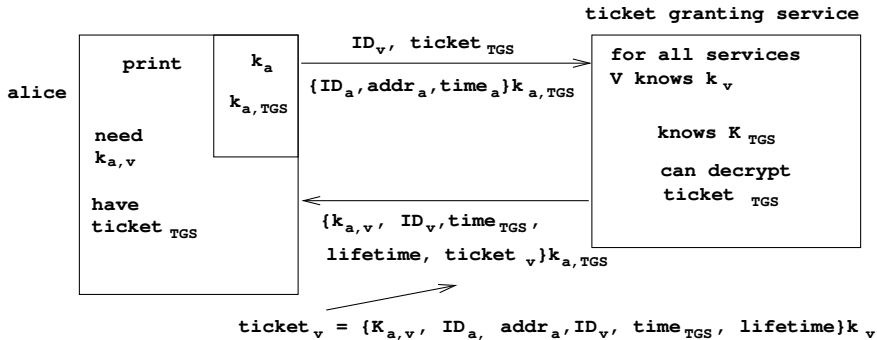 ticket granting service
alice
print
k_a
k_a,TGS
need
k_a,v
have
ticket_TGS
ID_v, ticket_TGS
{ID_a,addr_a,time_a}k_a,TGS
for all services
V knows k_v
knows K_TGS
can decrypt
ticket_TGS
{k_a,v, ID_v,time_TGS,
lifetime, ticket_v}k_a,TGS
ticket_v = {K_a,v, ID_a, addr_a,ID_v, time_TGS, lifetime}k_v